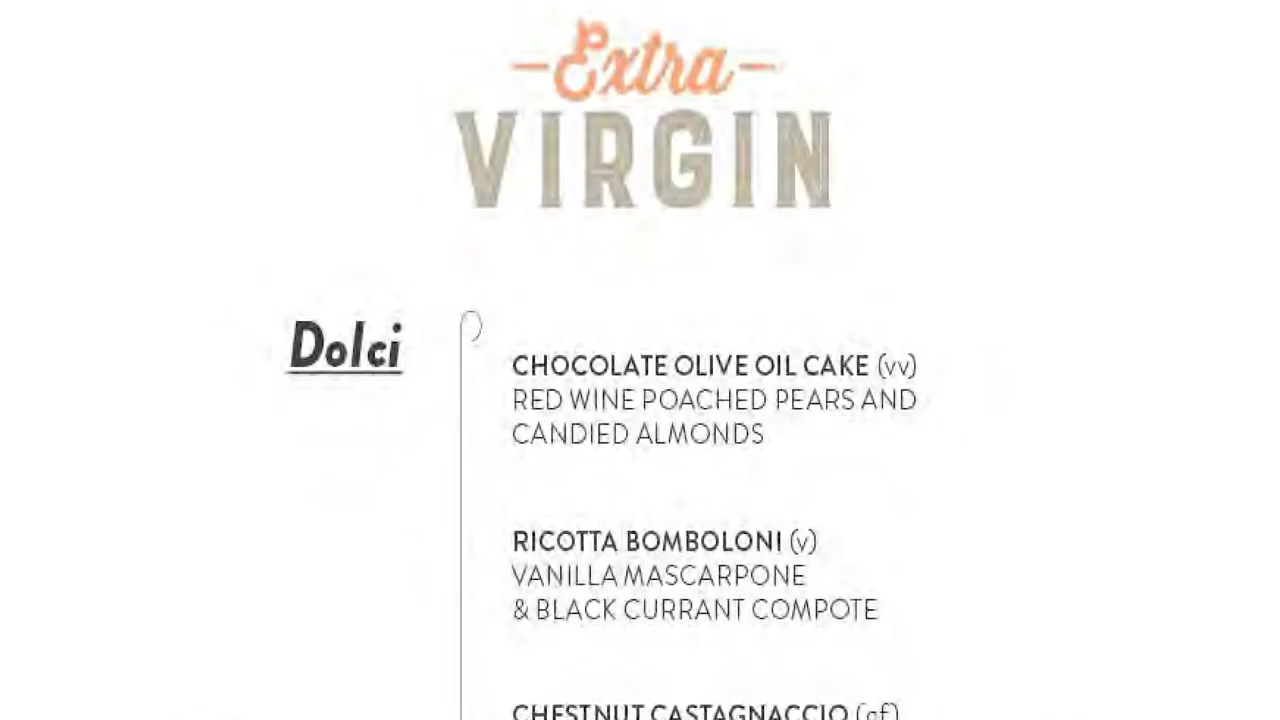 Extra
VIRGIN
Dolci
CHOCOLATE OLIVE OIL CAKE (vv)
RED WINE POACHED PEARS AND
CANDIED ALMONDS
RICOTTA BOMBOLONI (v)
VANILLA MASCARPONE
& BLACK CURRANT COMPOTE
CHESTNUT CASTAGNACCIO (gf)